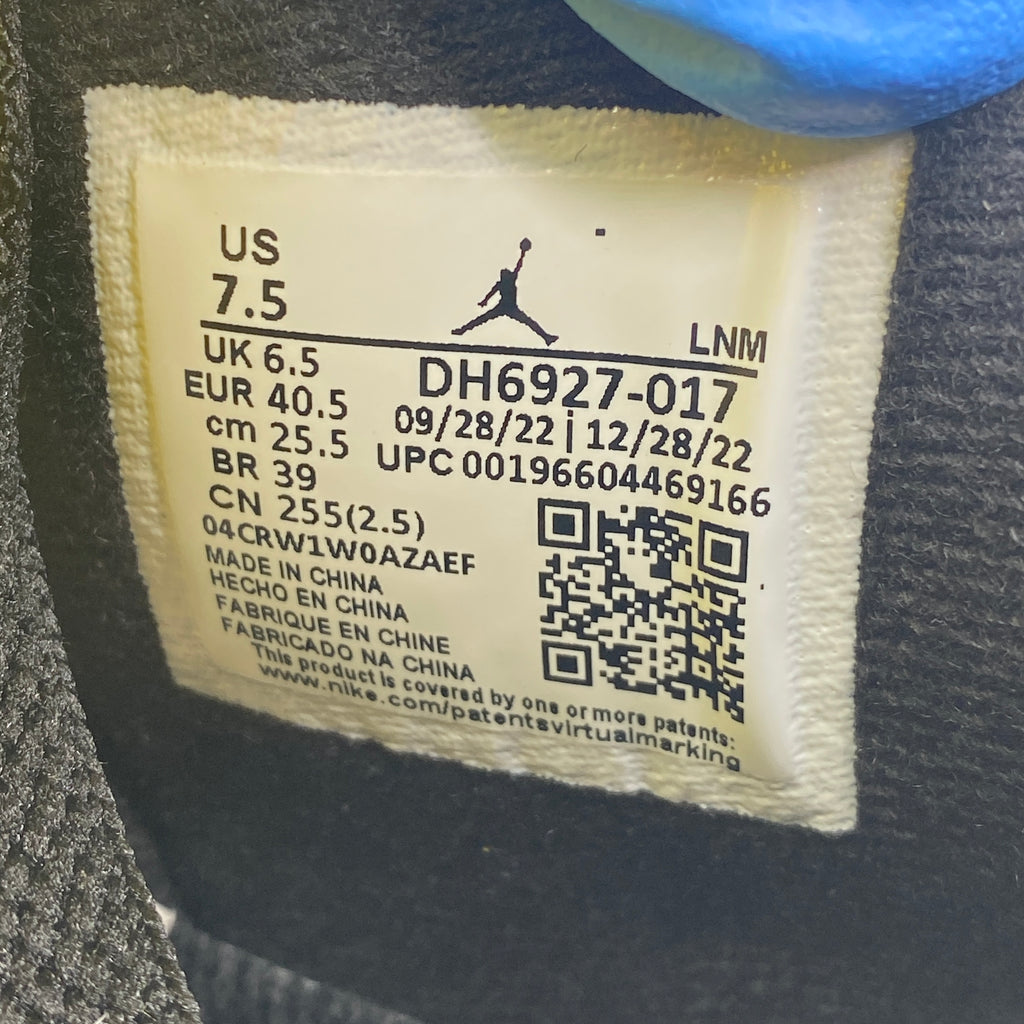 US
7.5
LNM
UK 6.5
DH6927-017
EUR 40.5
09/28/22 | 12/28/22
cm 25.5
UPC 00196604469166
BR 39
CN 255(2.5)
04CRW1W0AZAEF
MADE IN CHINA
HECHO EN CHINA
FABRIQUE EN CHINE
FABRICADO NA CHINA
This product is covered by one or more patents:
www.nike.com/patentsvirtualmarking